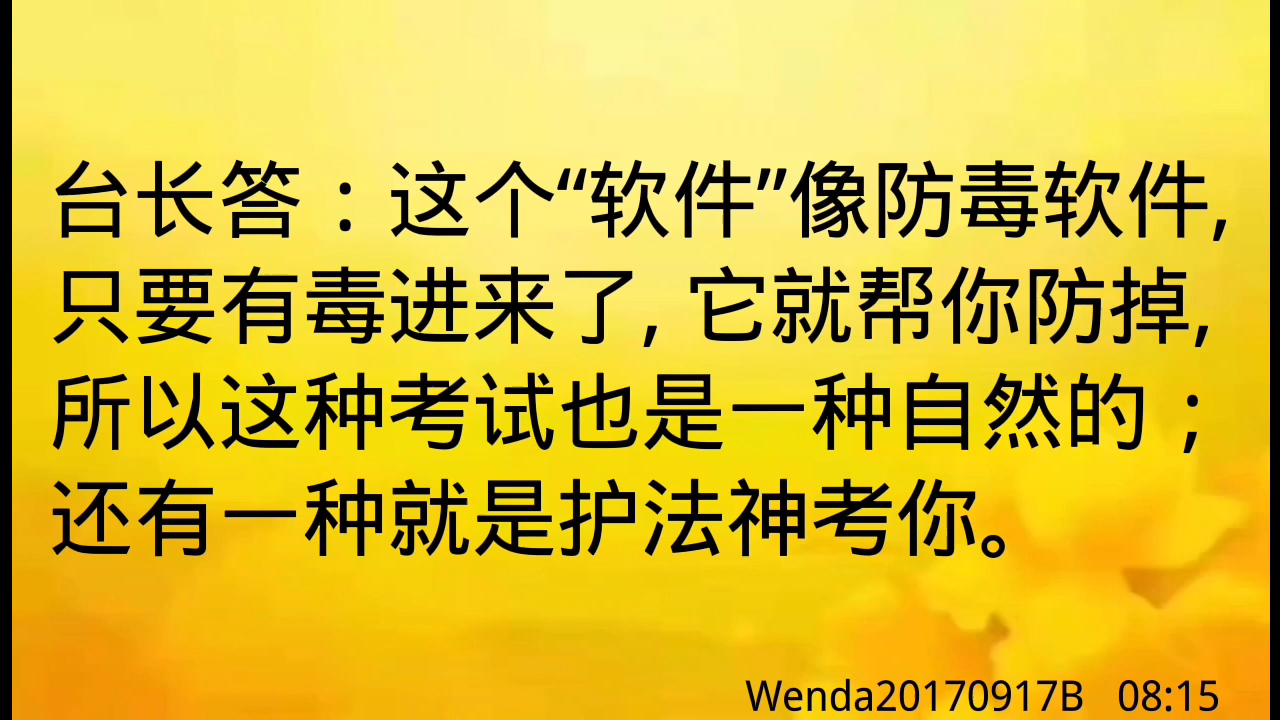 台长答：这个“软件”像防毒软件,
只要有毒进来了, 它就帮你防掉,
所以这种考试也是一种自然的；
还有一种就是护法神考你。
Wenda20170917B 08:15